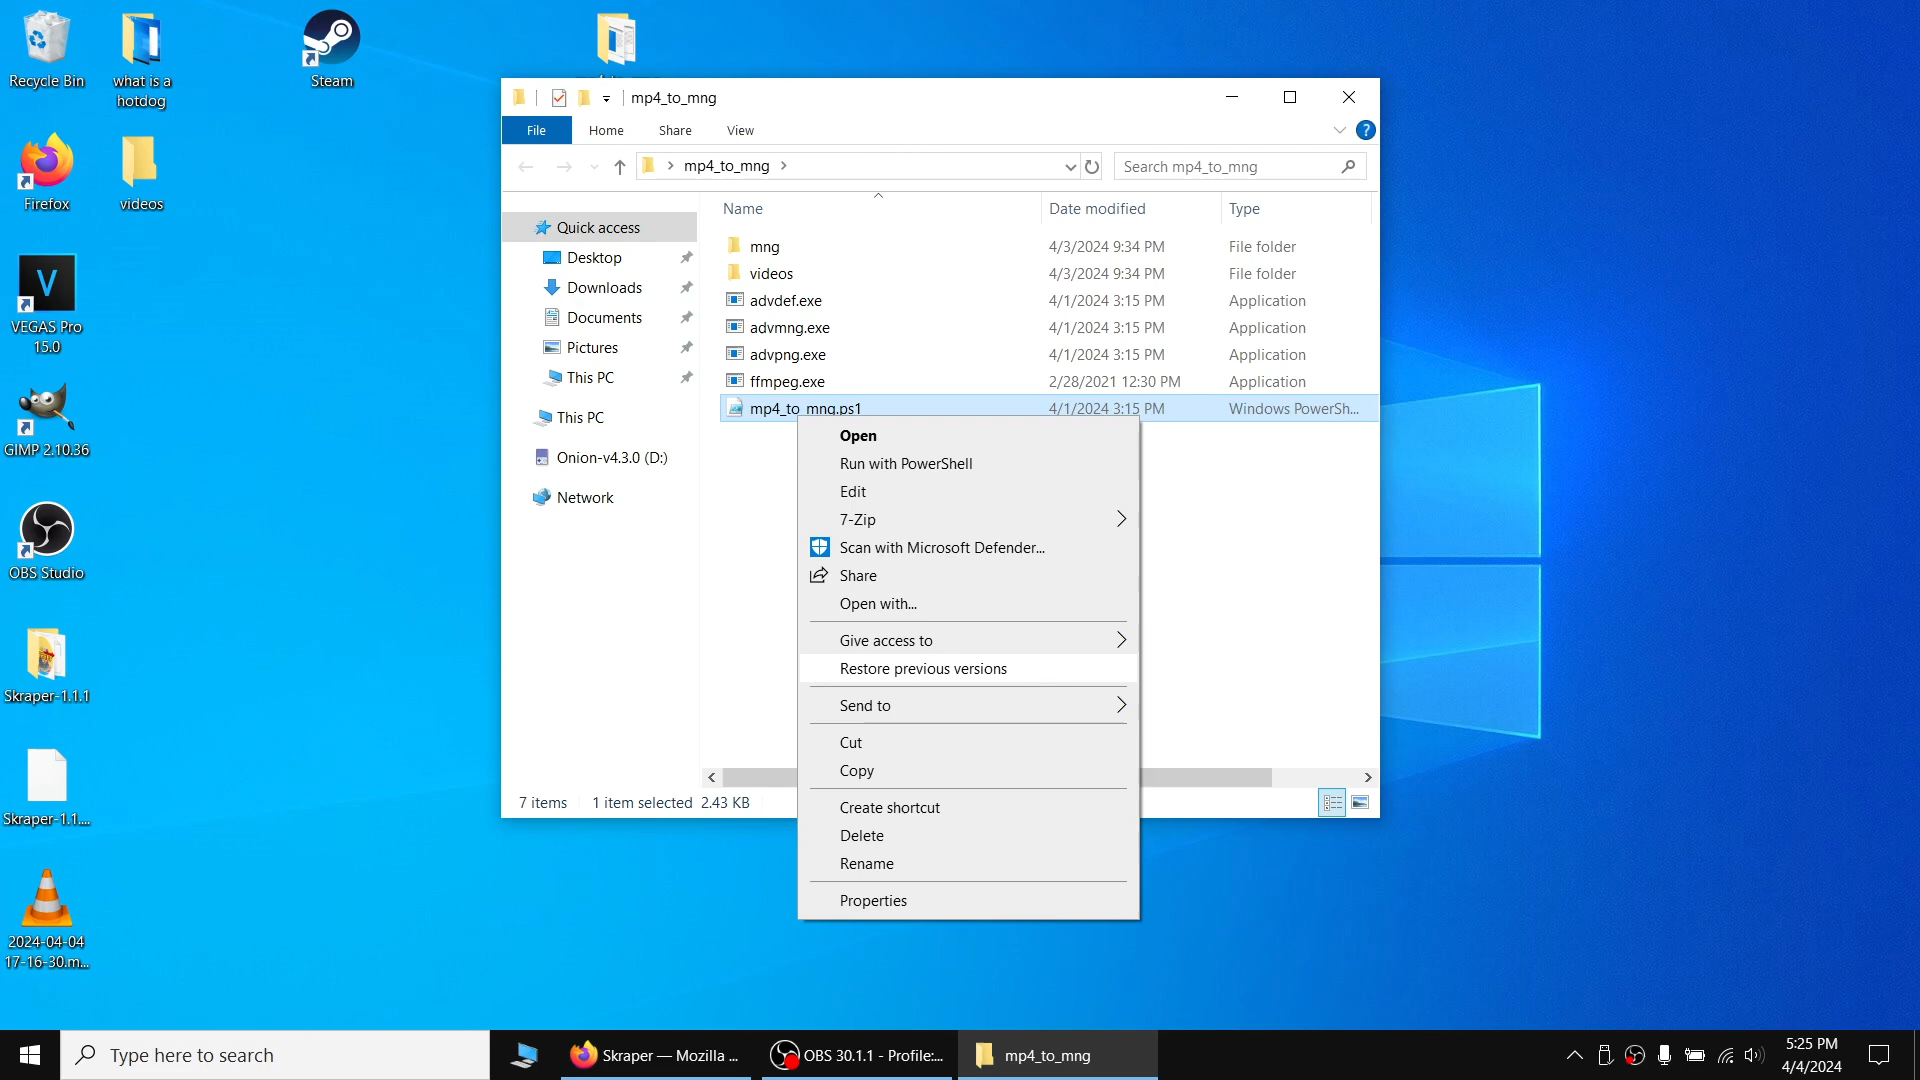 Recycle Bin
what is a
hotdog
Steam
Firefox
videos
VEGAS Pro
15.0
GIMP 2.10.36
OBS Studio
Skraper-1.1.1
Skraper-1.1....
2024-04-04
17-16-30.m...
mp4_to_mng
File
Home
Share
View
?
mp4_to_mng
Search mp4_to_mng
Name
Date modified
Type
Quick access
Desktop
Downloads
Documents
Pictures
This PC
This PC
Onion-v4.3.0 (D:)
Network
mng 4/3/2024 9:34 PM File folder
videos 4/3/2024 9:34 PM File folder
advdef.exe 4/1/2024 3:15 PM Application
advmng.exe 4/1/2024 3:15 PM Application
advpng.exe 4/1/2024 3:15 PM Application
ffmpeg.exe 2/28/2021 12:30 PM Application
mp4_to_mng.ps1 4/1/2024 3:15 PM Windows PowerSh...
Open
Run with PowerShell
Edit
7-Zip
Scan with Microsoft Defender...
Share
Open with...
Give access to
Restore previous versions
Send to
Cut
Copy
Create shortcut
Delete
Rename
Properties
7 items 1 item selected 2.43 KB
Type here to search
Skraper — Mozilla ...
OBS 30.1.1 - Profile:...
mp4_to_mng
5:25 PM
4/4/2024